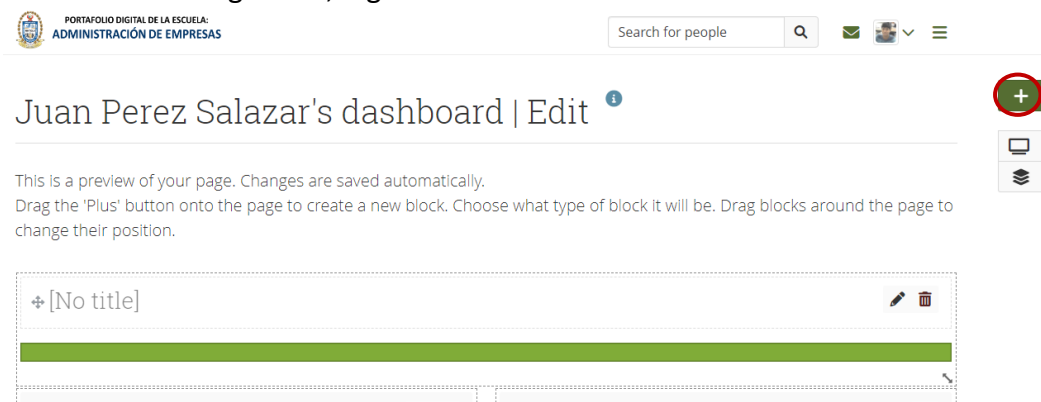 PORTAFOLIO DIGITAL DE LA ESCUELA:
ADMINISTRACIÓN DE EMPRESAS
Search for people
Juan Perez Salazar's dashboard | Edit
This is a preview of your page. Changes are saved automatically.
Drag the 'Plus' button onto the page to create a new block. Choose what type of block it will be. Drag blocks around the page to
change their position.
[No title]